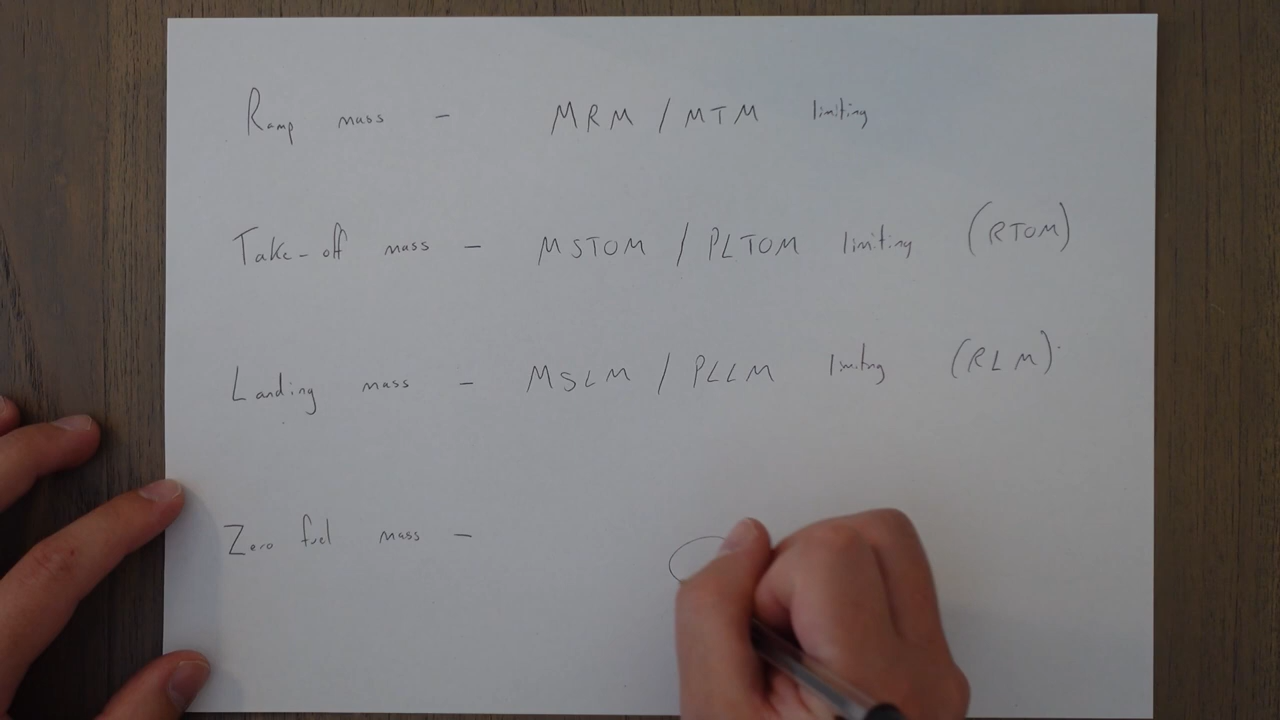 Ramp mass - MRM / MTM limiting
Take-off mass - MSTOM / PLTOM limiting (RTOM)
Landing mass - MSLM / PLLM limitng (RLM).
Zero fuel mass -